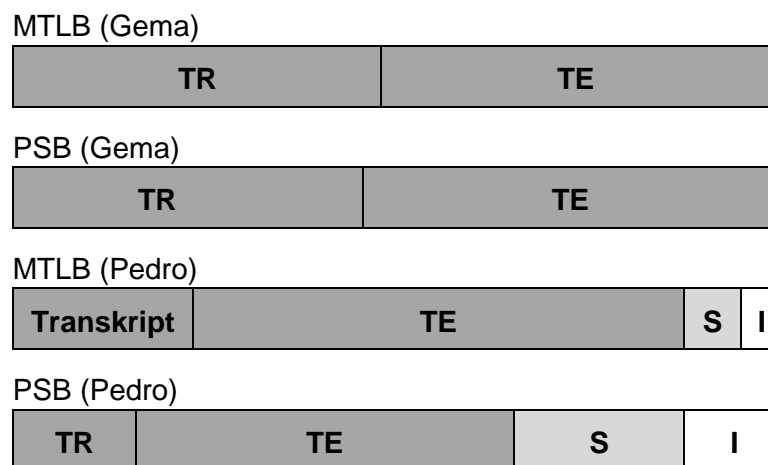 MTLB (Gema)
TR TE
PSB (Gema)
TR TE
MTLB (Pedro)
Transkript TE S I
PSB (Pedro)
TR TE S I